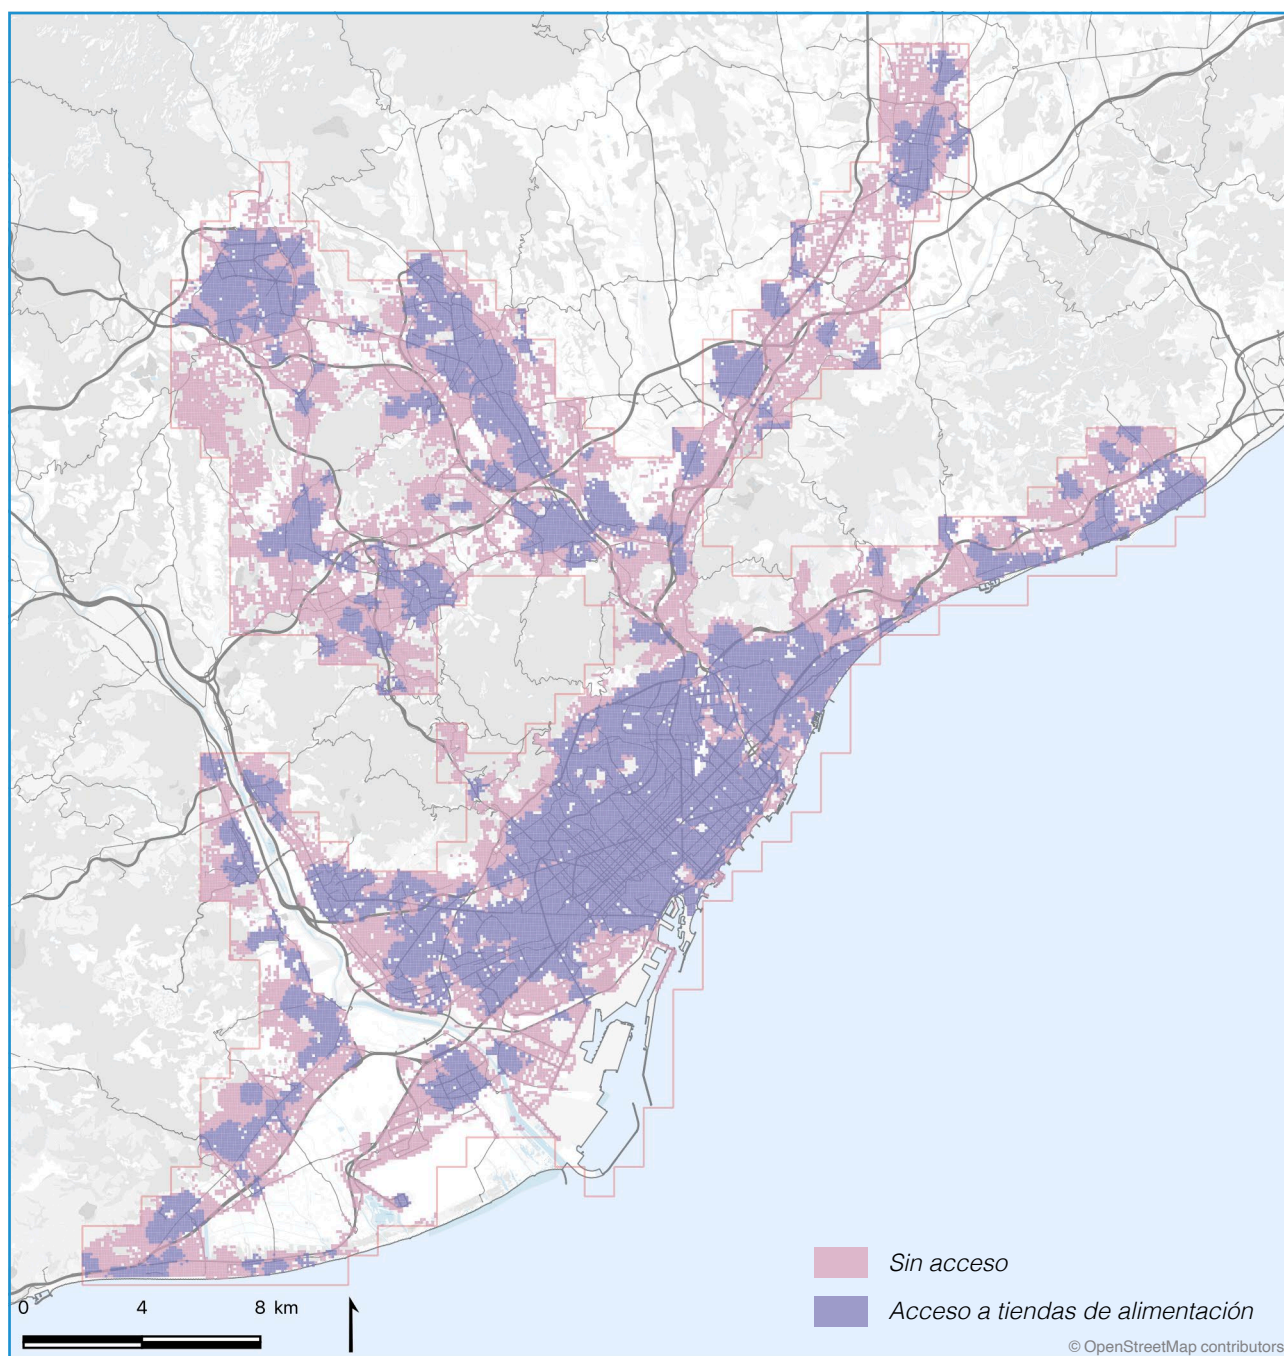 Sin acceso
Acceso a tiendas de alimentación
0 4 8 km
© OpenStreetMap contributors